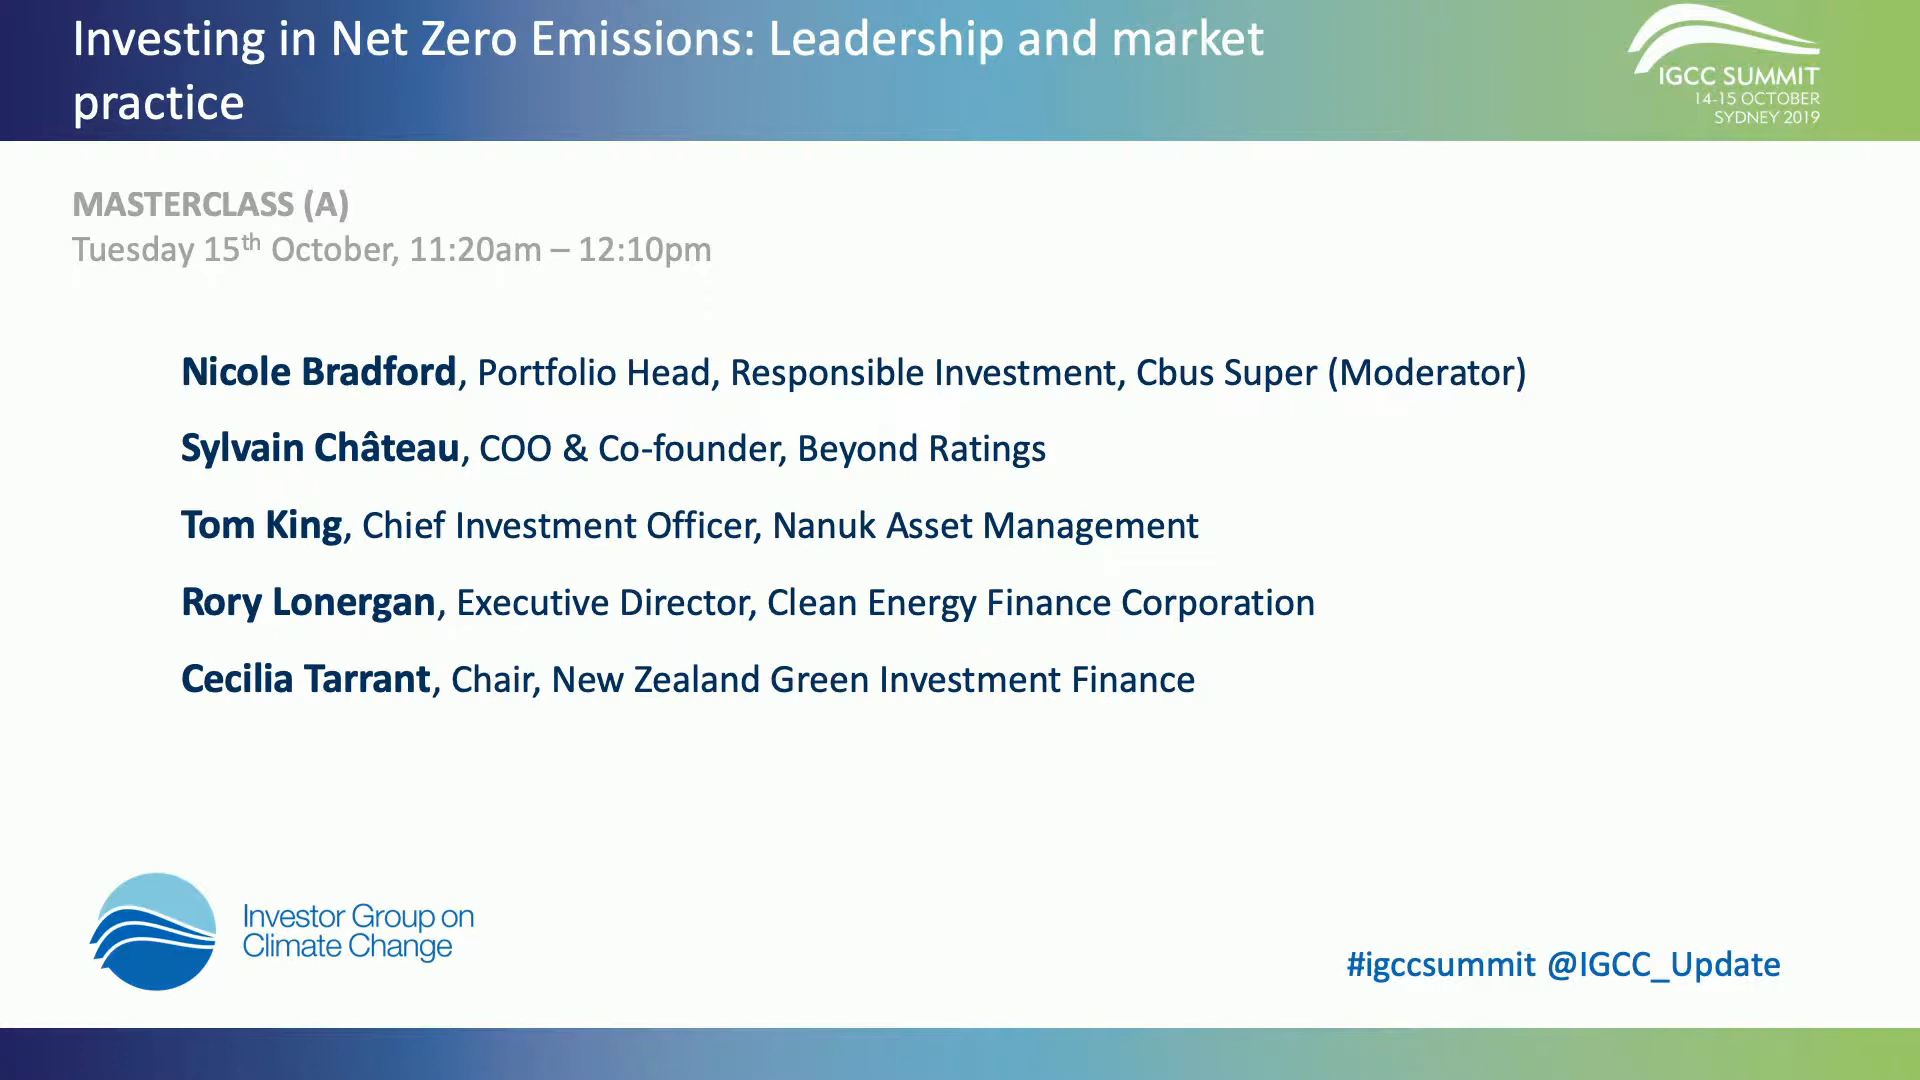 Investing in Net Zero Emissions: Leadership and market
practice
IGCC SUMMIT
14-15 OCTOBER
SYDNEY 2019
MASTERCLASS (A)
Tuesday 15th October, 11:20am – 12:10pm
Nicole Bradford, Portfolio Head, Responsible Investment, Cbus Super (Moderator)
Sylvain Château, COO & Co-founder, Beyond Ratings
Tom King, Chief Investment Officer, Nanuk Asset Management
Rory Lonergan, Executive Director, Clean Energy Finance Corporation
Cecilia Tarrant, Chair, New Zealand Green Investment Finance
Investor Group on
Climate Change
#igccsummit @IGCC_Update